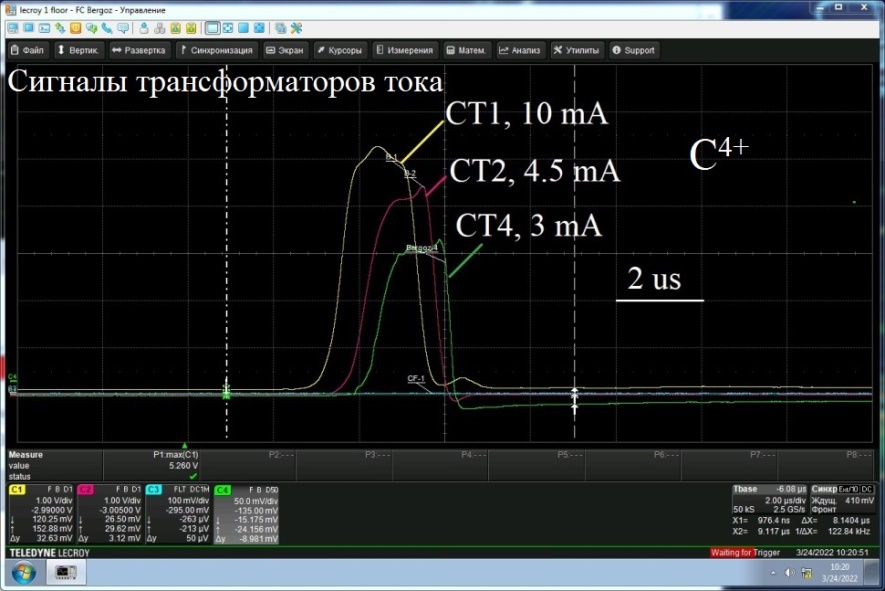 lecroy 1 floor - FC Bergoz - Управление
Файл Вертик. Развертка Синхронизация Экран Курсоры Измерения Матем. Анализ Утилиты Support
Сигналы трансформаторов тока
CT1, 10 mA
C4+
B-1
B-2
CT2, 4.5 mA
CT4, 3 mA
Bergoz-4
2 us
CF-1
C4
Measure P1:max(C1) P2:--- P3:--- P4:--- P5:--- P6:--- P7:--- P8:---
value 5.260 V
status
C1 F B D1 C2 F B D1 C3 FLT DC1M C4 F B D50
1.00 V/div 1.00 V/div 100 mV/div 50.0 mV/div
-2.99000 V -3.00500 V -295.00 mV -135.00 mV
↓ 120.25 mV ↓ 26.50 mV ↓ -263 µV ↓ -15.175 mV
↑ 152.88 mV ↑ 29.62 mV ↑ -213 µV ↑ -24.156 mV
Δy 32.63 mV Δy 3.12 mV Δy 50 µV Δy -8.981 mV
Tbase -6.08 µs Синхр Ext/10 DC
2.00 µs/div Ждущ. 410 mV
50 kS 2.5 GS/s Фронт
X1= 976.4 ns ΔX= 8.1404 µs
X2= 9.117 µs 1/ΔX= 122.84 kHz
TELEDYNE LECROY Waiting for Trigger 3/24/2022 10:20:51
10:20
3/24/2022